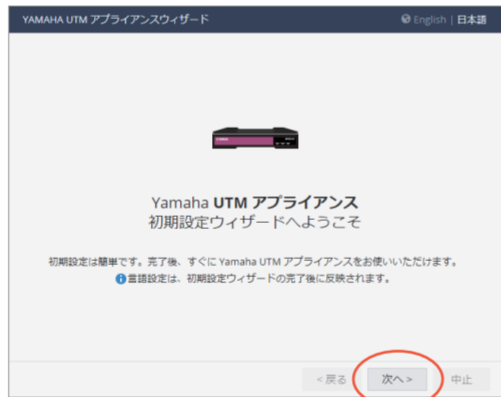 YAMAHA UTM アプライアンスウィザード
English | 日本語
Yamaha UTM アプライアンス
初期設定ウィザードへようこそ
初期設定は簡単です。完了後、すぐに Yamaha UTM アプライアンスをお使いいただけます。
言語設定は、初期設定ウィザードの完了後に反映されます。
< 戻る
次へ >
中止